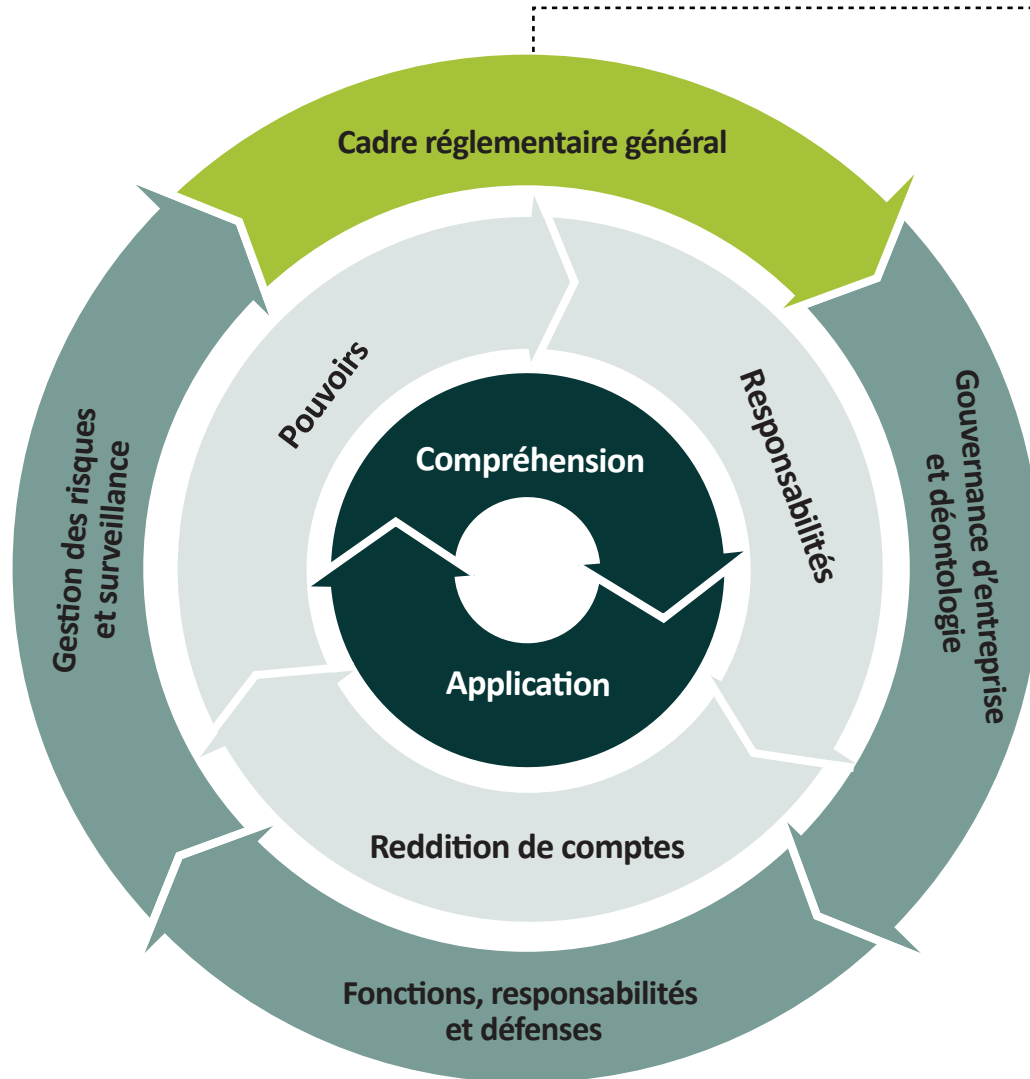 Cadre réglementaire général
Pouvoirs
Responsabilités
Compréhension
Application
Reddition de comptes
Gouvernance d’entreprise
et déontologie
Fonctions, responsabilités
et défenses
Gestion des risques
et surveillance